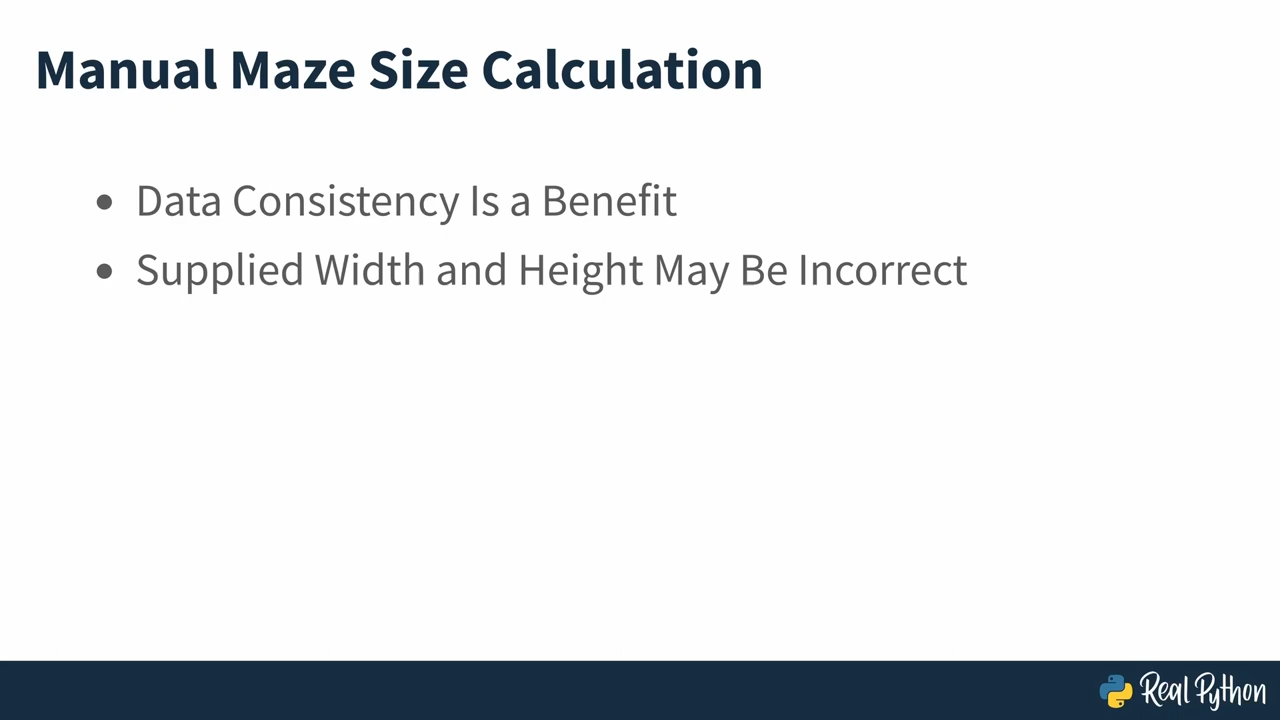 Manual Maze Size Calculation
• Data Consistency Is a Benefit
• Supplied Width and Height May Be Incorrect
Real Python